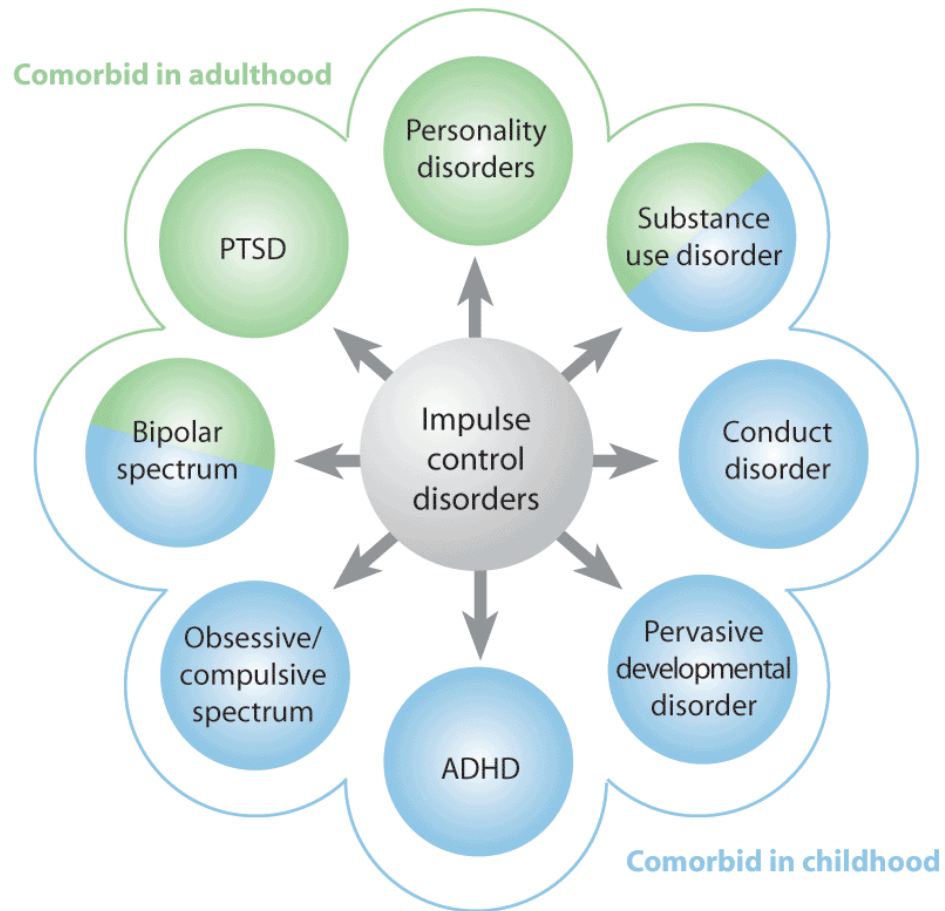 Comorbid in adulthood
Personality
disorders
Substance
use disorder
PTSD
Impulse
control
disorders
Bipolar
spectrum
Conduct
disorder
Obsessive/
compulsive
spectrum
Pervasive
developmental
disorder
ADHD
Comorbid in childhood